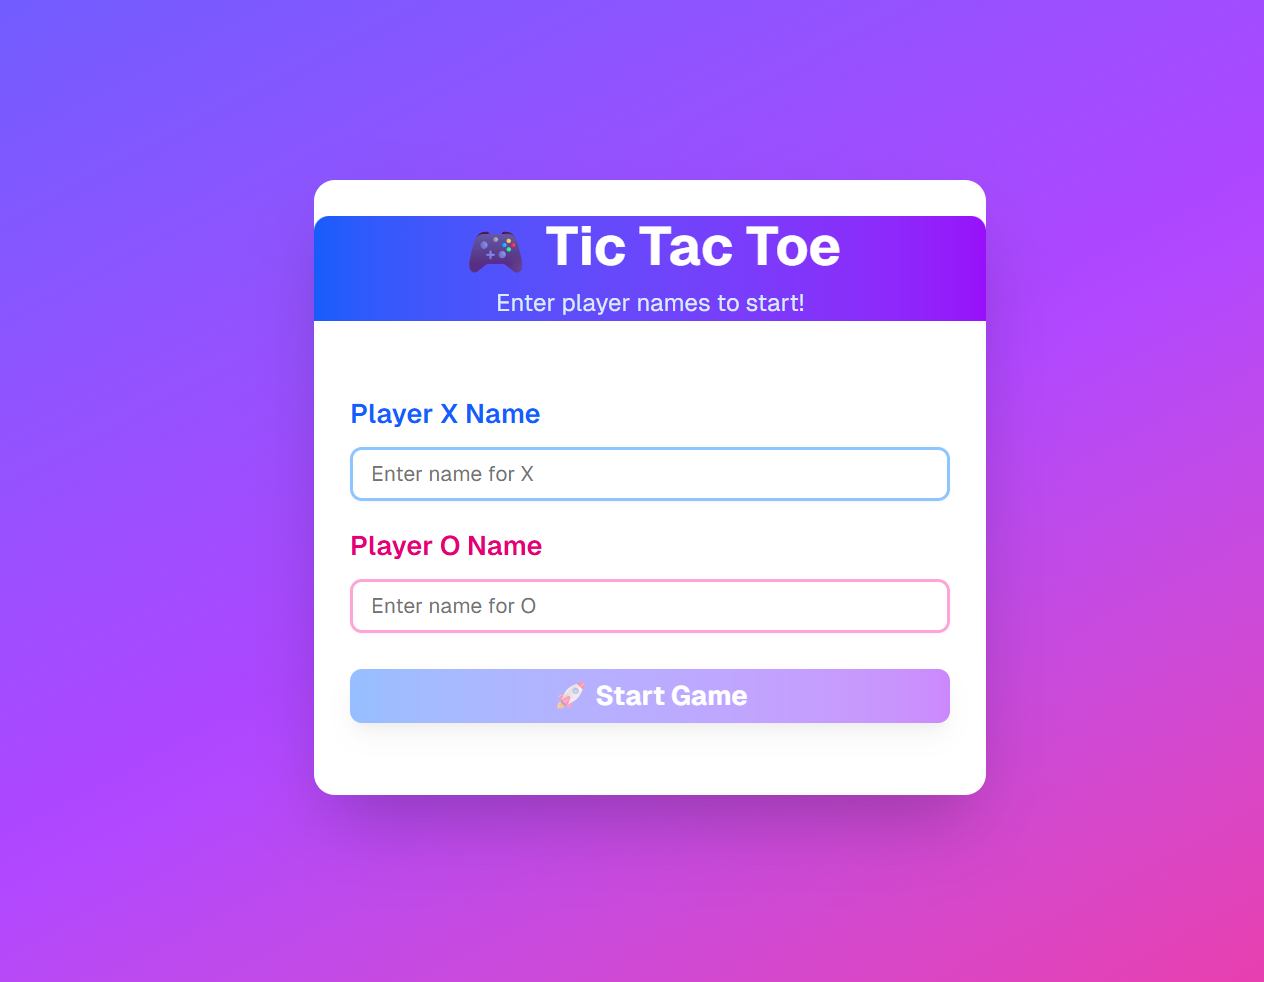 Tic Tac Toe
Enter player names to start!
Player X Name
Enter name for X
Player O Name
Enter name for O
Start Game